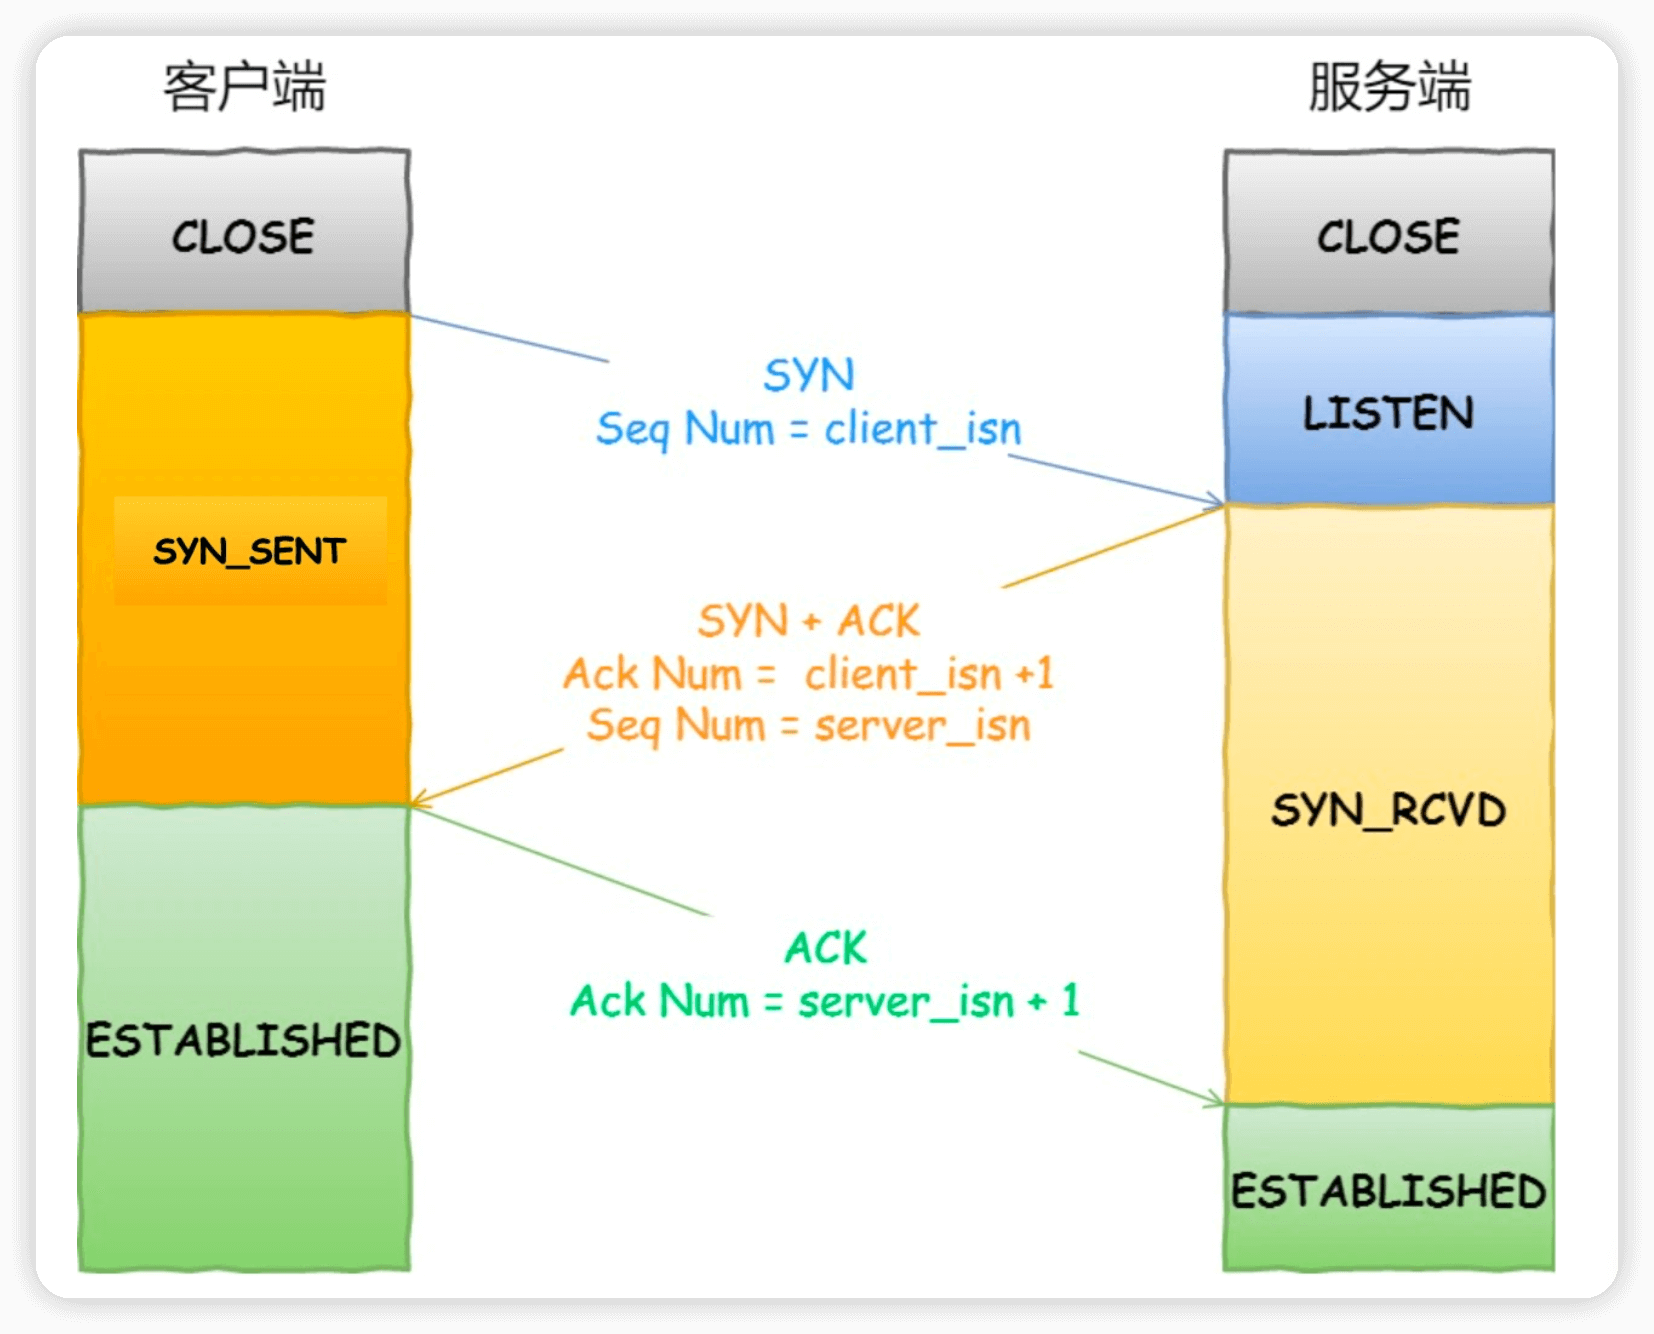 客户端
服务端
CLOSE
CLOSE
SYN
Seq Num = client_isn
LISTEN
SYN_SENT
SYN + ACK
Ack Num =  client_isn +1
Seq Num = server_isn
SYN_RCVD
ACK
Ack Num = server_isn + 1
ESTABLISHED
ESTABLISHED